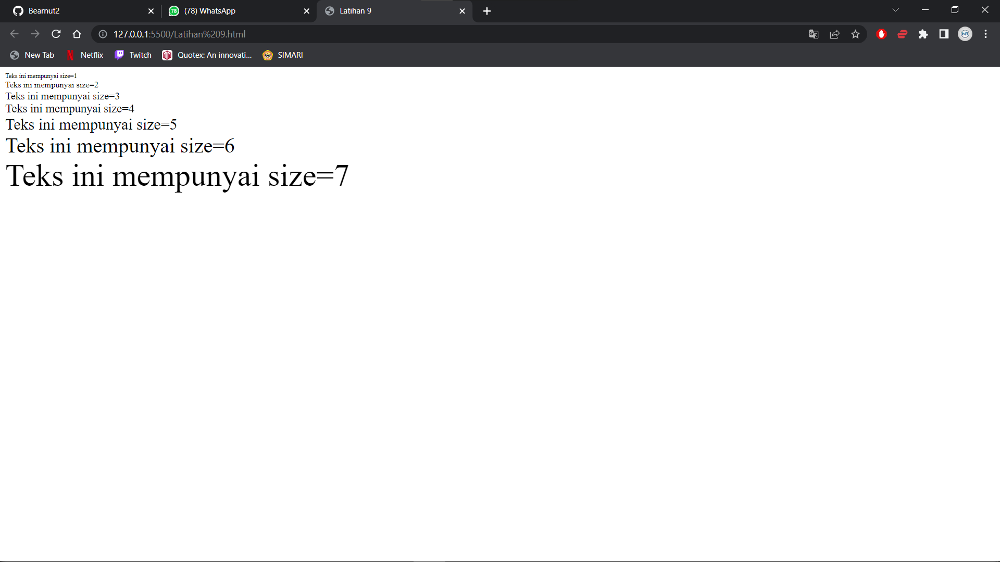 Bearnut2
(78) WhatsApp
Latihan 9
127.0.0.1:5500/Latihan%209.html
New Tab
Netflix
Twitch
Quotex: An innovati...
SIMARI
Teks ini mempunyai size=1
Teks ini mempunyai size=2
Teks ini mempunyai size=3
Teks ini mempunyai size=4
Teks ini mempunyai size=5
Teks ini mempunyai size=6
Teks ini mempunyai size=7